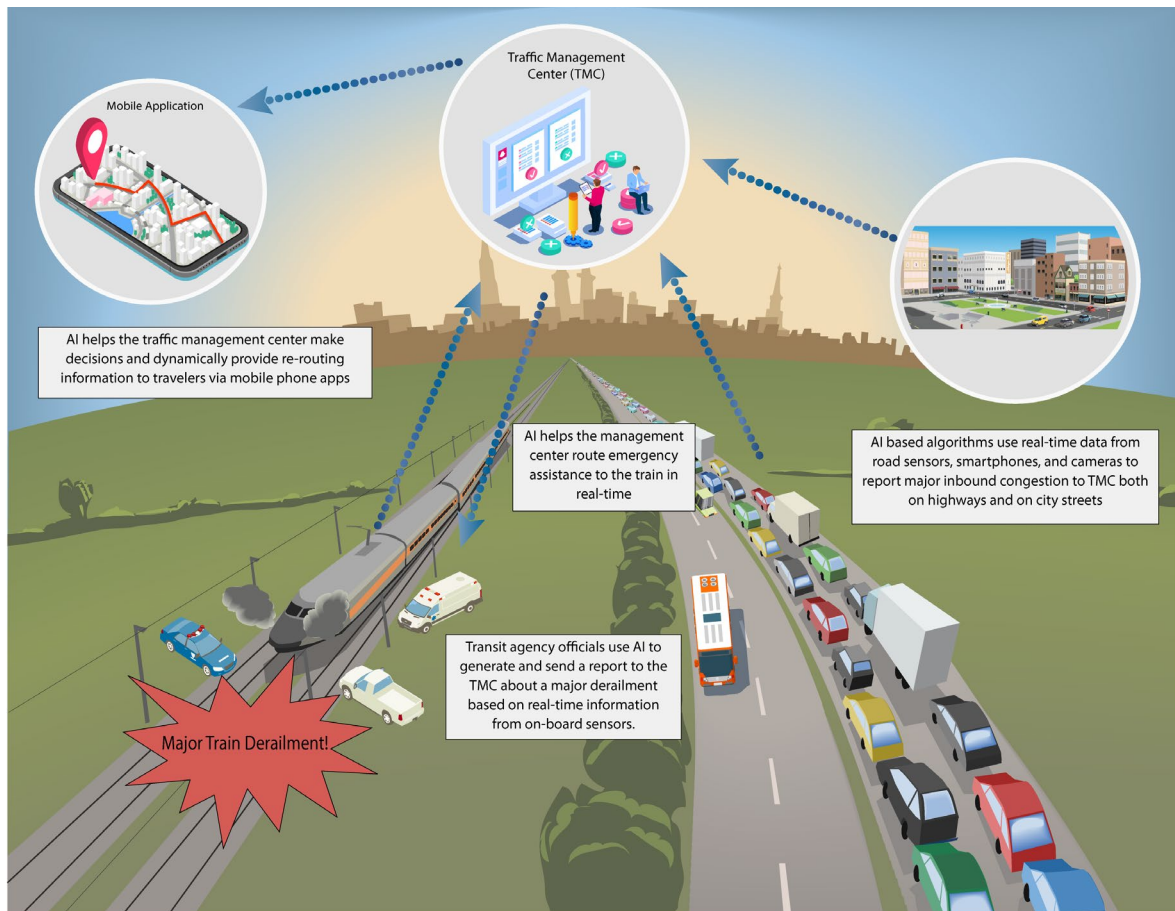 Traffic Management
Center (TMC)
Mobile Application
AI helps the traffic management center make
decisions and dynamically provide re-routing
information to travelers via mobile phone apps
AI helps the management
center route emergency
assistance to the train in
real-time
AI based algorithms use real-time data from
road sensors, smartphones, and cameras to
report major inbound congestion to TMC both
on highways and on city streets
Transit agency officials use AI to
generate and send a report to the
TMC about a major derailment
based on real-time information
from on-board sensors.
Major Train Derailment!